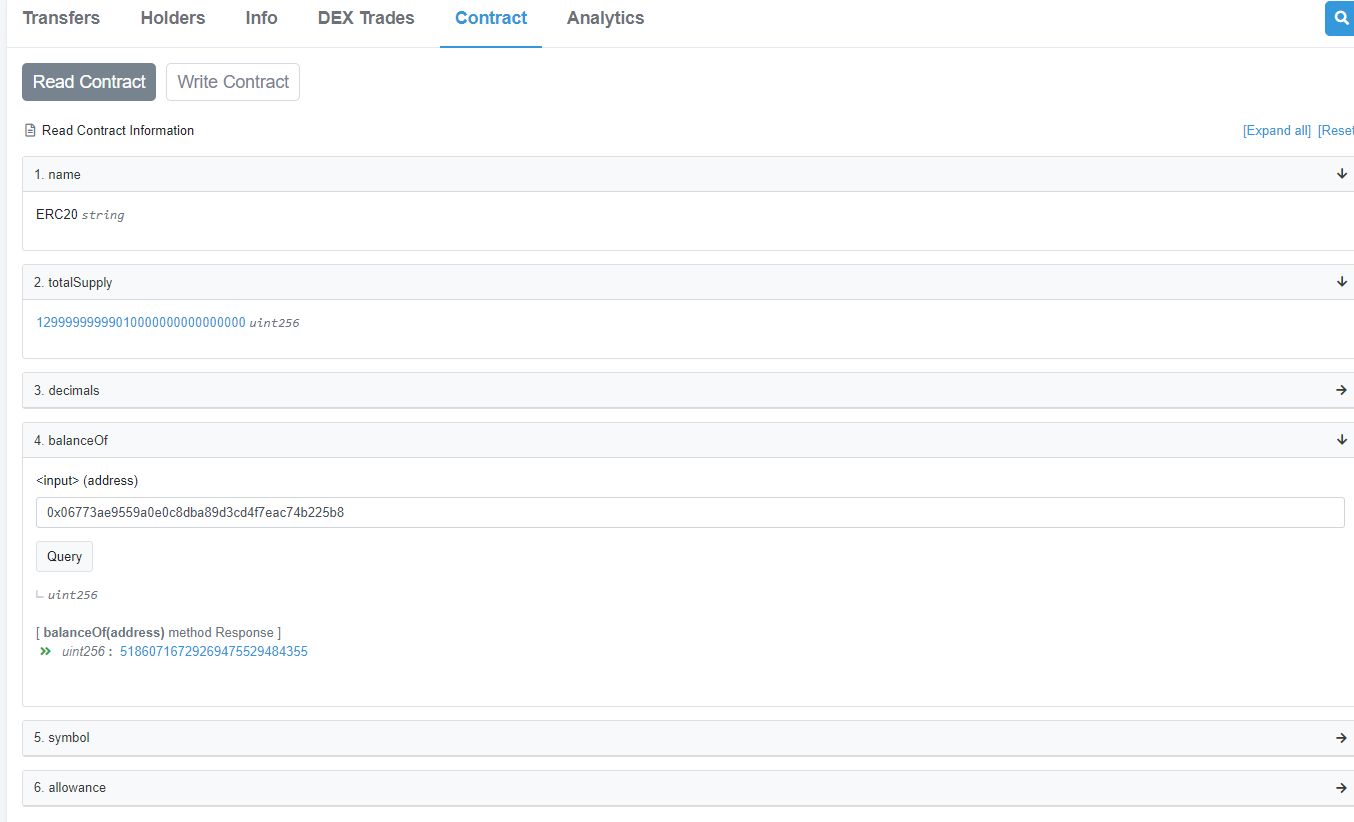 Transfers Holders Info DEX Trades Contract Analytics
Read Contract Write Contract
Read Contract Information [Expand all] [Reset
1. name
ERC20 string
2. totalSupply
12999999999010000000000000000 uint256
3. decimals
4. balanceOf
<input> (address)
0x06773ae9559a0e0c8dba89d3cd4f7eac74b225b8
Query
uint256
[ balanceOf(address) method Response ]
uint256 : 51860716729269475529484355
5. symbol
6. allowance